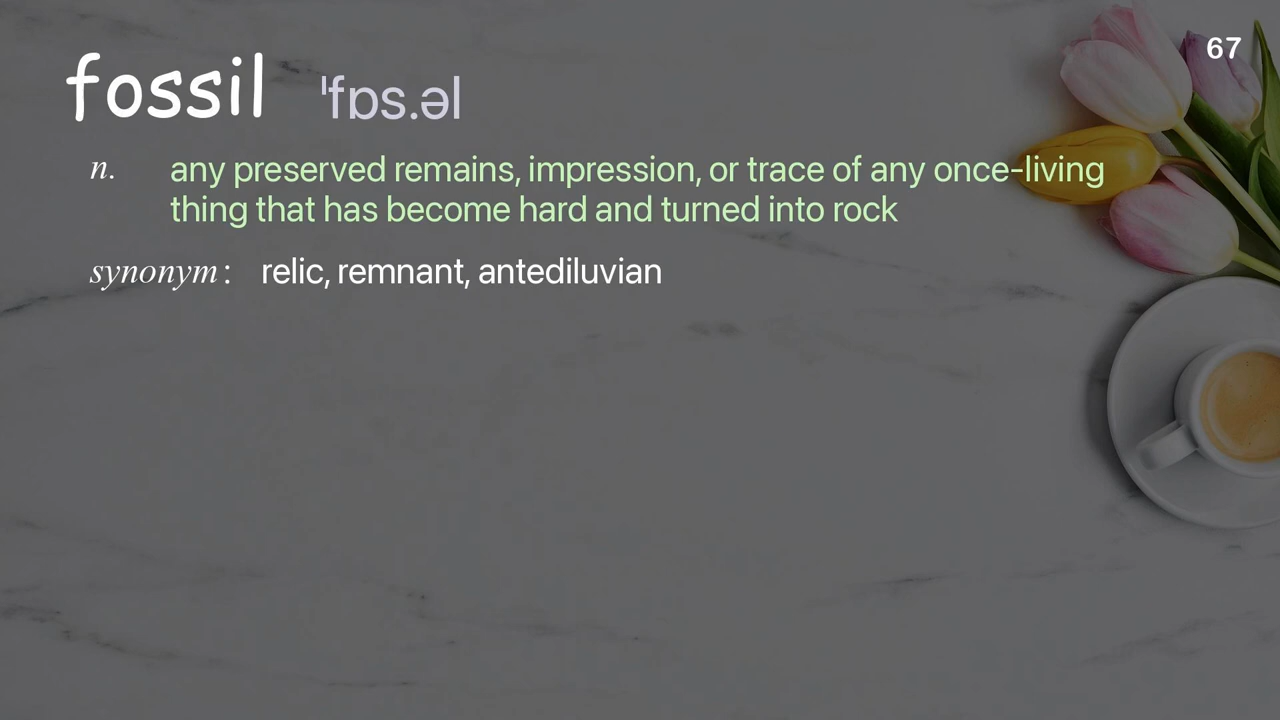 67
fossil ˈfɒs.əl
n. any preserved remains, impression, or trace of any once-living
thing that has become hard and turned into rock
synonym: relic, remnant, antediluvian